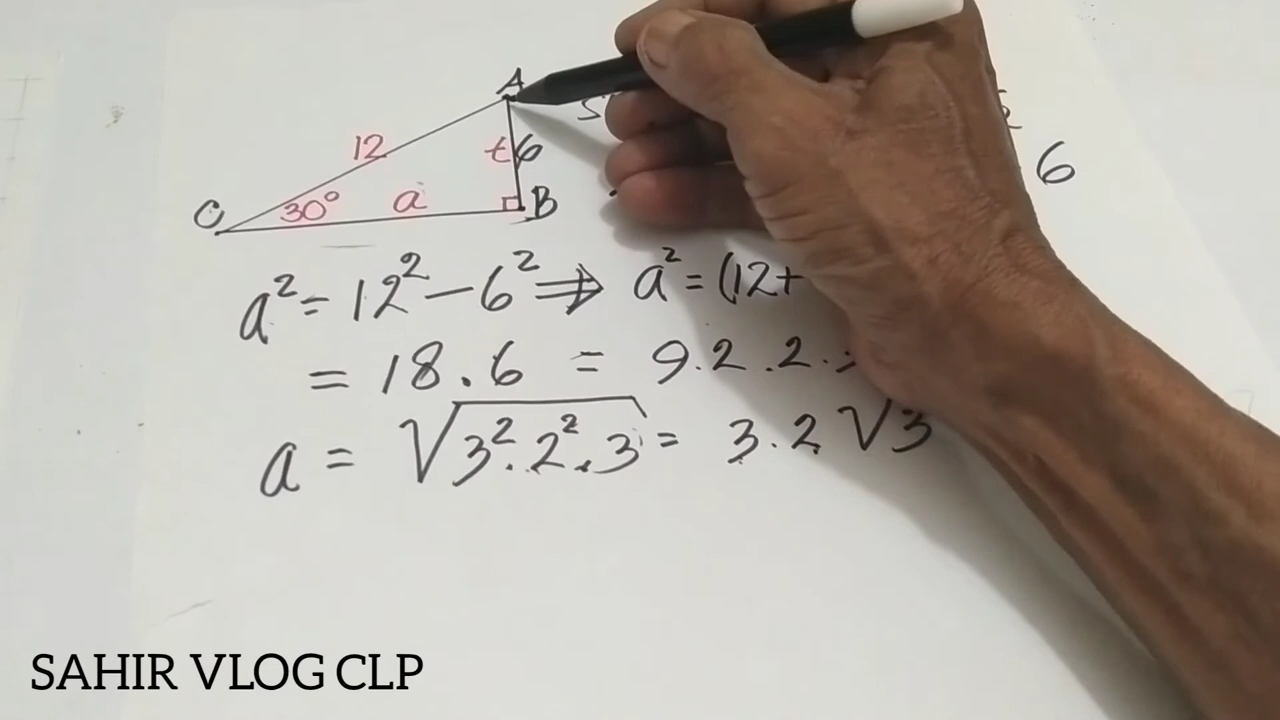 A
12
t 6
C 30° a B
6
a² = 12² - 6² ⇒ a² = (12+
= 18.6 = 9.2.2.
a = √3².2².3 = 3.2√3
SAHIR VLOG CLP